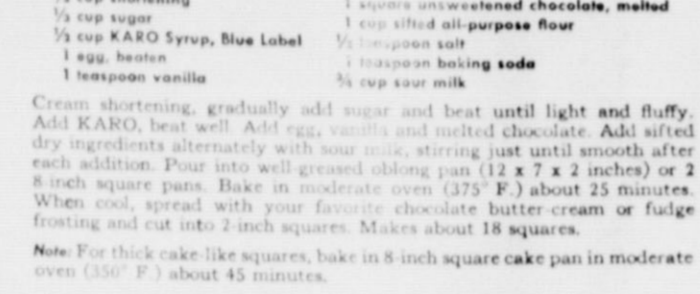 shortening
½ cup sugar
½ cup KARO Syrup, Blue Label
1 egg, beaten
1 teaspoon vanilla
1 square unsweetened chocolate, melted
1 cup sifted all-purpose flour
½ teaspoon salt
1 teaspoon baking soda
¾ cup sour milk
Cream shortening, gradually add sugar and beat until light and fluffy.
Add KARO, beat well. Add egg, vanilla and melted chocolate. Add sifted
dry ingredients alternately with sour milk, stirring just until smooth after
each addition. Pour into well-greased oblong pan (12 x 7 x 2 inches) or 2
8-inch square pans. Bake in moderate oven (375° F.) about 25 minutes.
When cool, spread with your favorite chocolate butter-cream or fudge
frosting and cut into 2-inch squares. Makes about 18 squares.
Note: For thick cake-like squares, bake in 8-inch square cake pan in moderate
oven (350° F.) about 45 minutes.